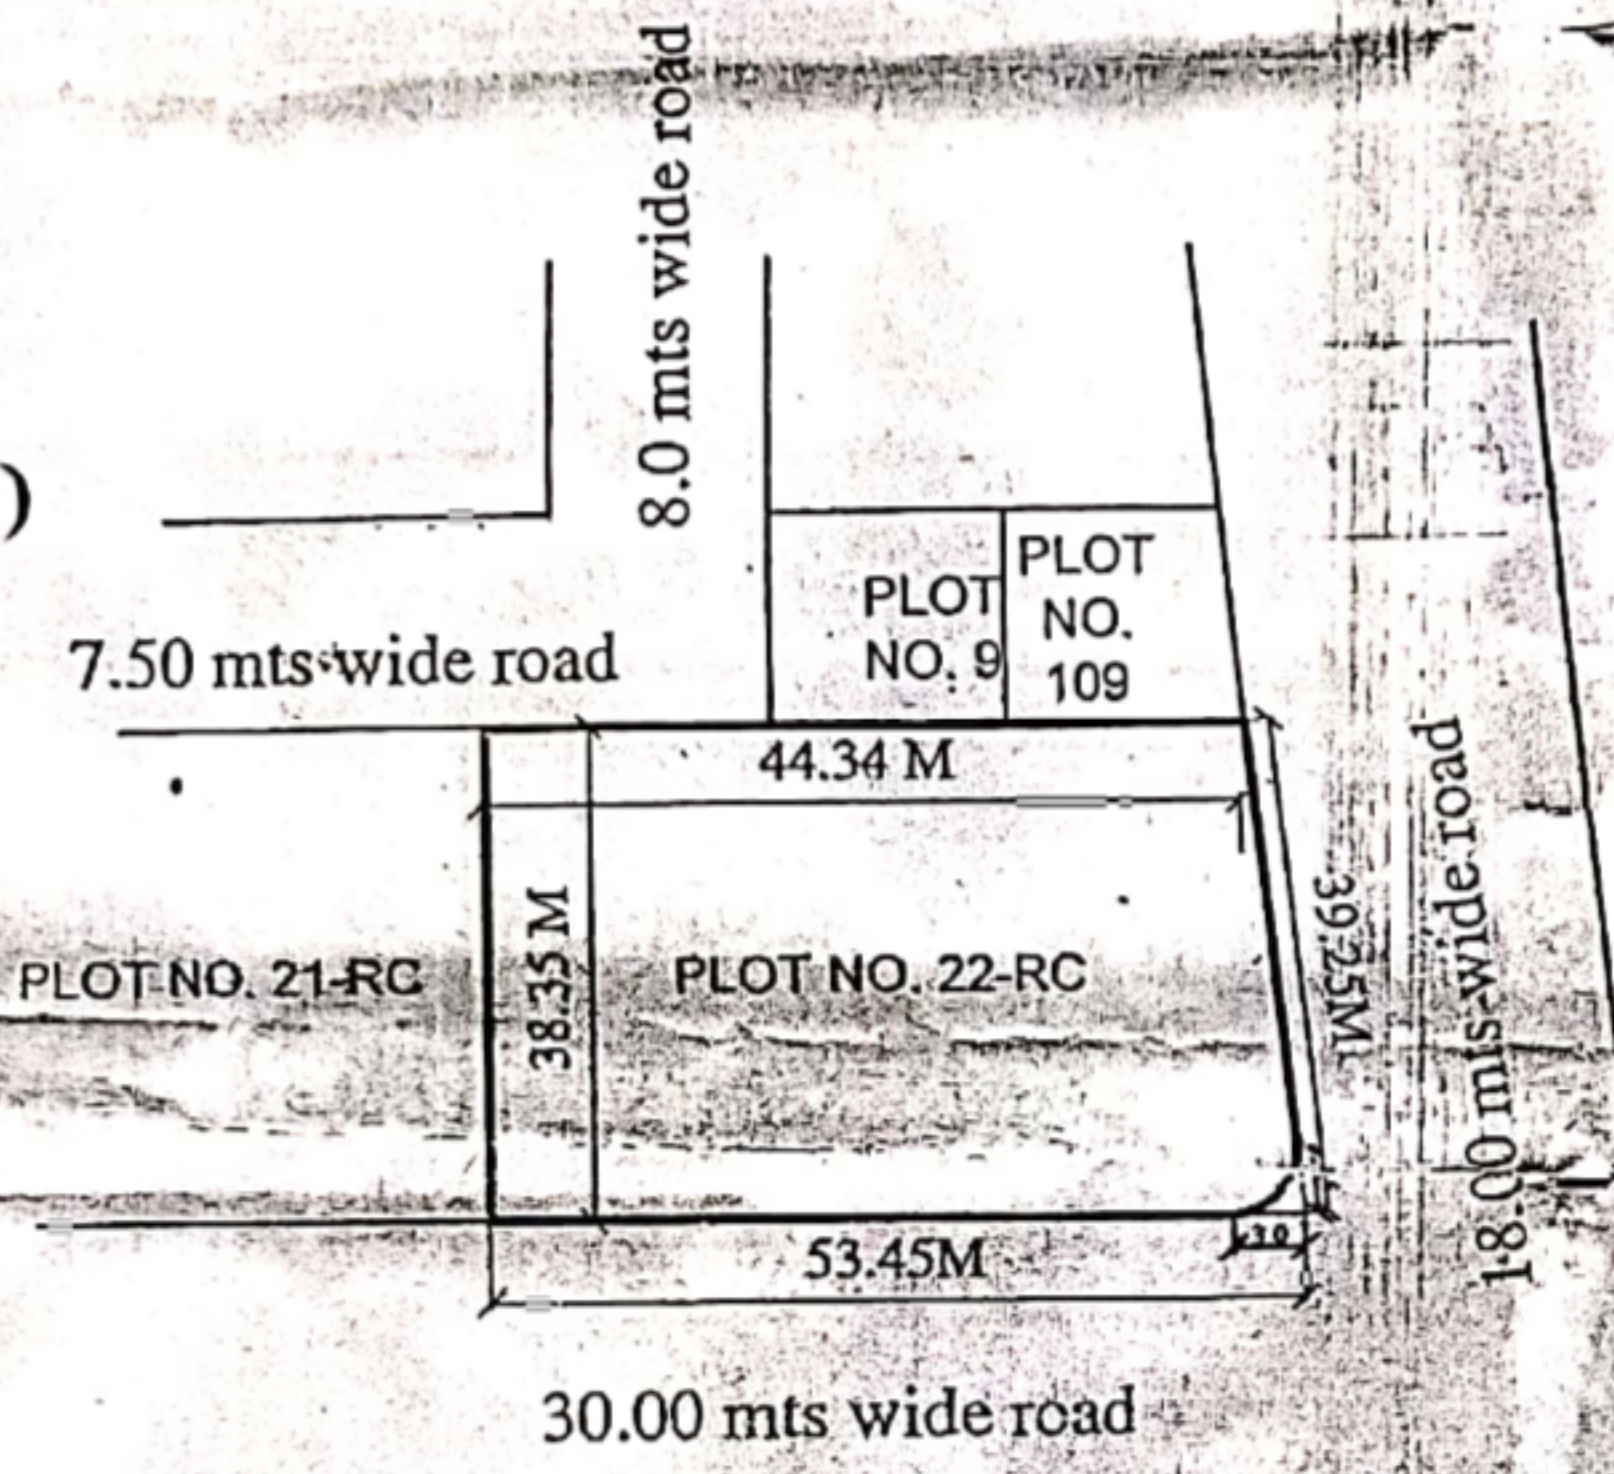 8.0 mts wide road
)
PLOT
NO. 9
PLOT
NO.
109
7.50 mts wide road
44.34 M
38.35 M
39.25M
18.00 mts wide road
PLOT NO. 21-RC
PLOT NO. 22-RC
53.45M
30.00 mts wide road